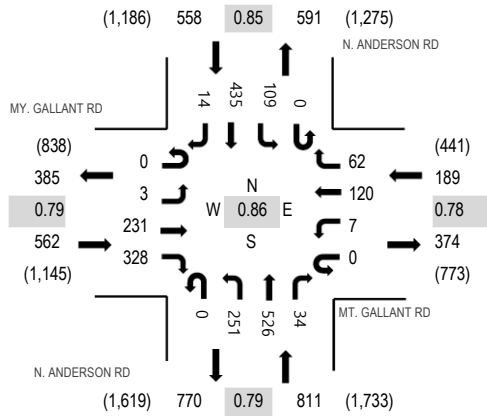 (1,186) 558 0.85 591 (1,275)
N. ANDERSON RD
14 435 109 0
MY. GALLANT RD
(838)
385
0.79
562
(1,145)
0
3
231
328
N
W 0.86 E
S
62
120
7
0
(441)
189
0.78
374
(773)
0 251 526 34
MT. GALLANT RD
N. ANDERSON RD
(1,619) 770 0.79 811 (1,733)